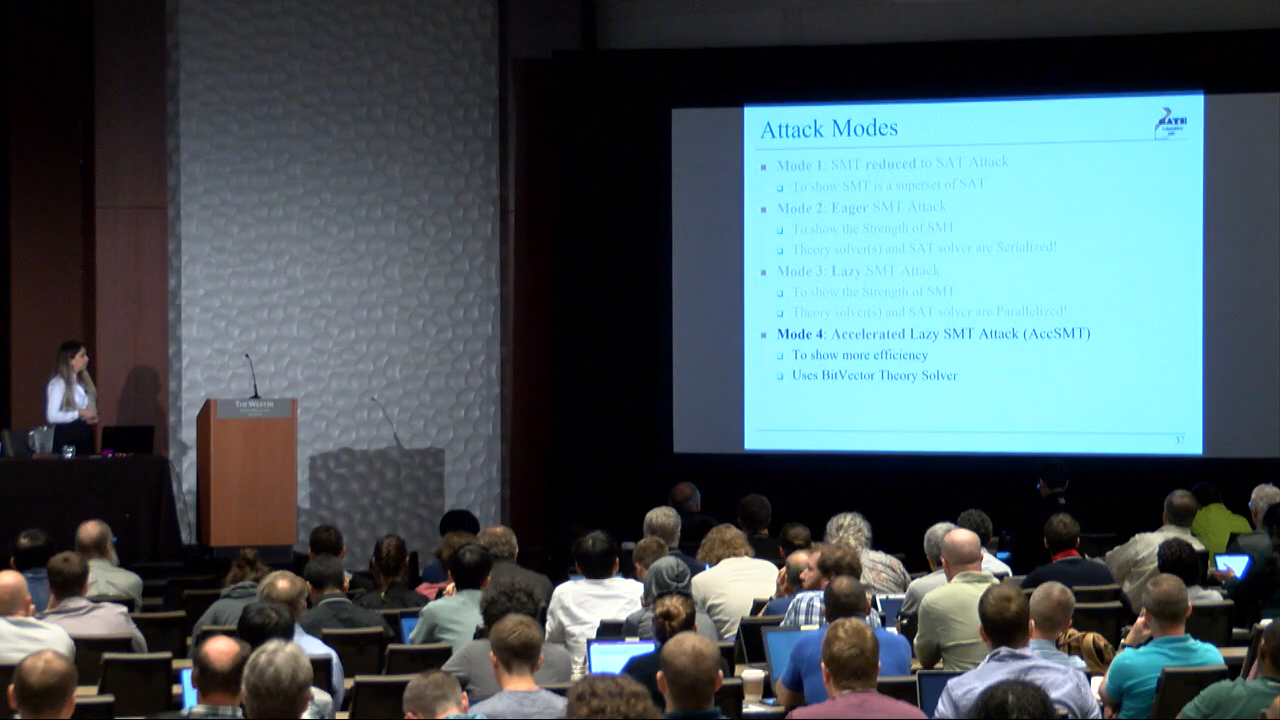 Attack Modes
GATE
Mode 1: SMT reduced to SAT Attack
To show SMT is a superset of SAT
Mode 2: Eager SMT Attack
To show the Strength of SMT
Theory solver(s) and SAT solver are Serialized!
Mode 3: Lazy SMT Attack
To show the Strength of SMT
Theory solver(s) and SAT solver are Parallelized!
Mode 4: Accelerated Lazy SMT Attack (AccSMT)
To show more efficiency
Uses BitVector Theory Solver
37
THE WESTIN